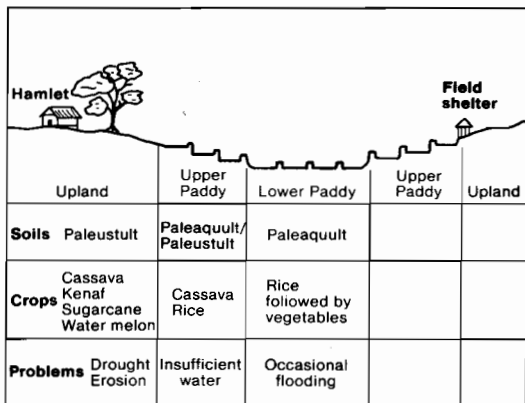 Hamlet
Field
shelter
Upland
Upper
Paddy
Lower Paddy
Upper
Paddy
Upland
Soils Paleustult
Paleaquult/
Paleustult
Paleaquult
Crops
Cassava
Kenaf
Sugarcane
Water melon
Cassava
Rice
Rice
followed by
vegetables
Problems
Drought
Erosion
Insufficient
water
Occasional
flooding